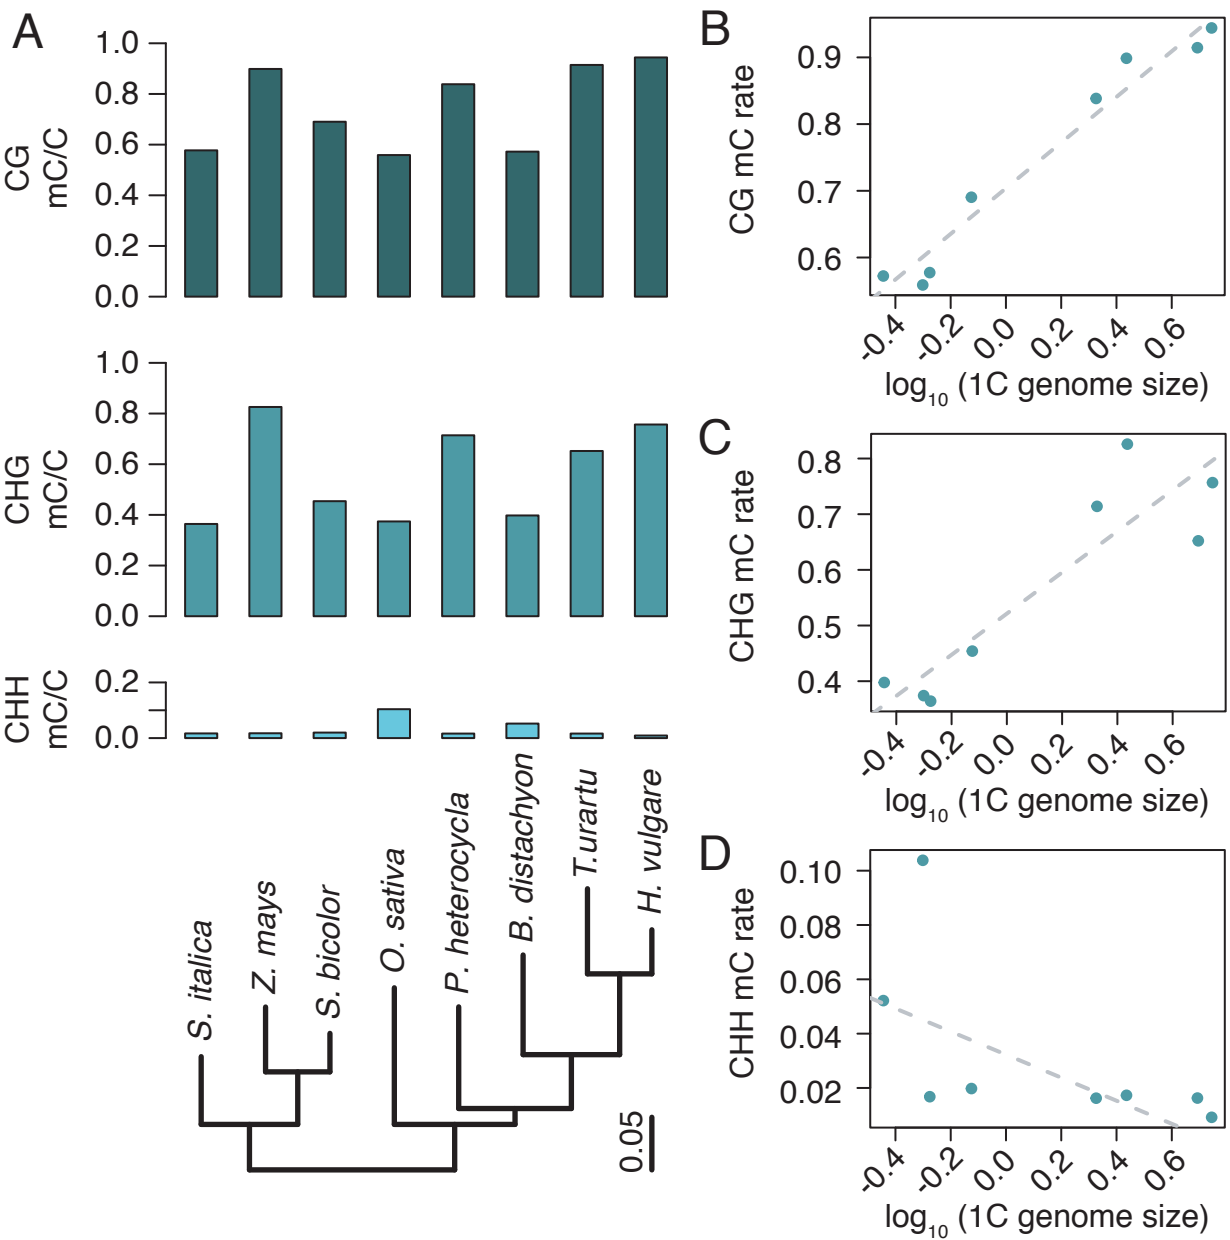 A
1.0
0.8
0.6
0.4
0.2
0.0
CG
mC/C
1.0
0.8
0.6
0.4
0.2
0.0
CHG
mC/C
0.2
0.0
CHH
mC/C
S. italica
Z. mays
S. bicolor
O. sativa
P. heterocycla
B. distachyon
T.urartu
H. vulgare
0.05
B
0.9
0.8
0.7
0.6
CG mC rate
-0.4
-0.2
0.0
0.2
0.4
0.6
log10 (1C genome size)
C
0.8
0.7
0.6
0.5
0.4
CHG mC rate
-0.4
-0.2
0.0
0.2
0.4
0.6
log10 (1C genome size)
D
0.10
0.08
0.06
0.04
0.02
CHH mC rate
-0.4
-0.2
0.0
0.2
0.4
0.6
log10 (1C genome size)